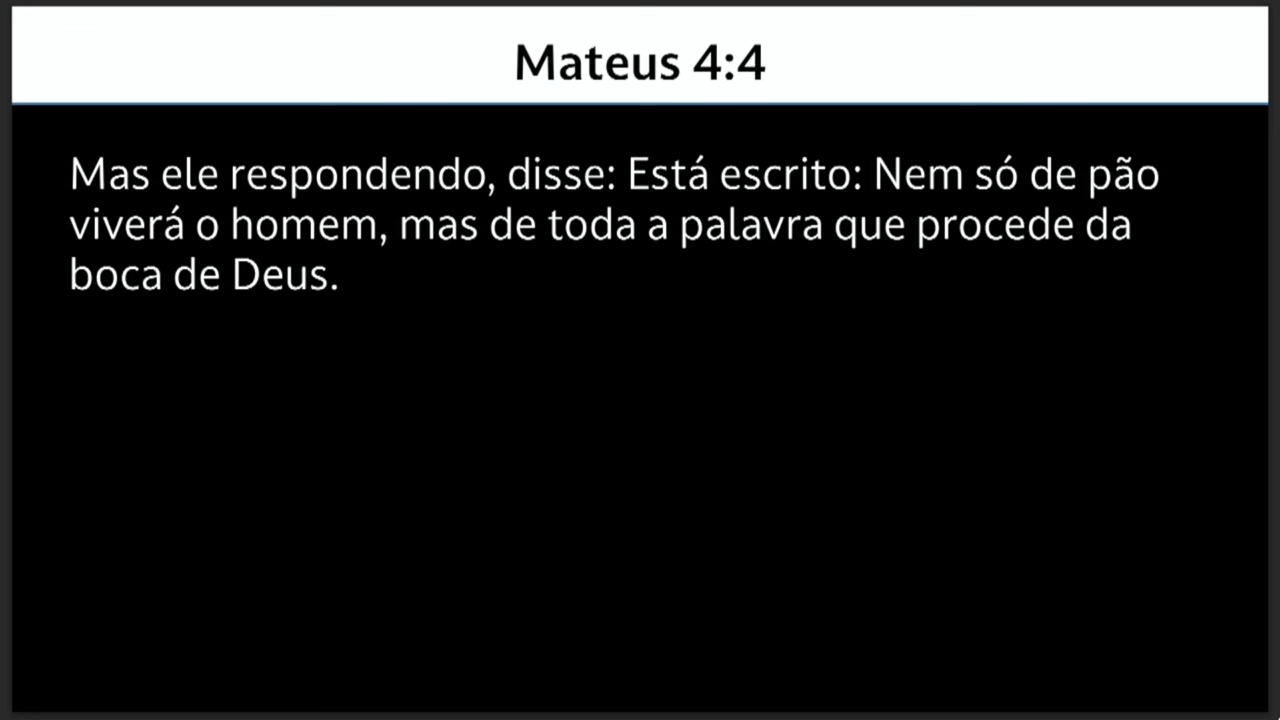 Mateus 4:4
Mas ele respondendo, disse: Está escrito: Nem só de pão
viverá o homem, mas de toda a palavra que procede da
boca de Deus.